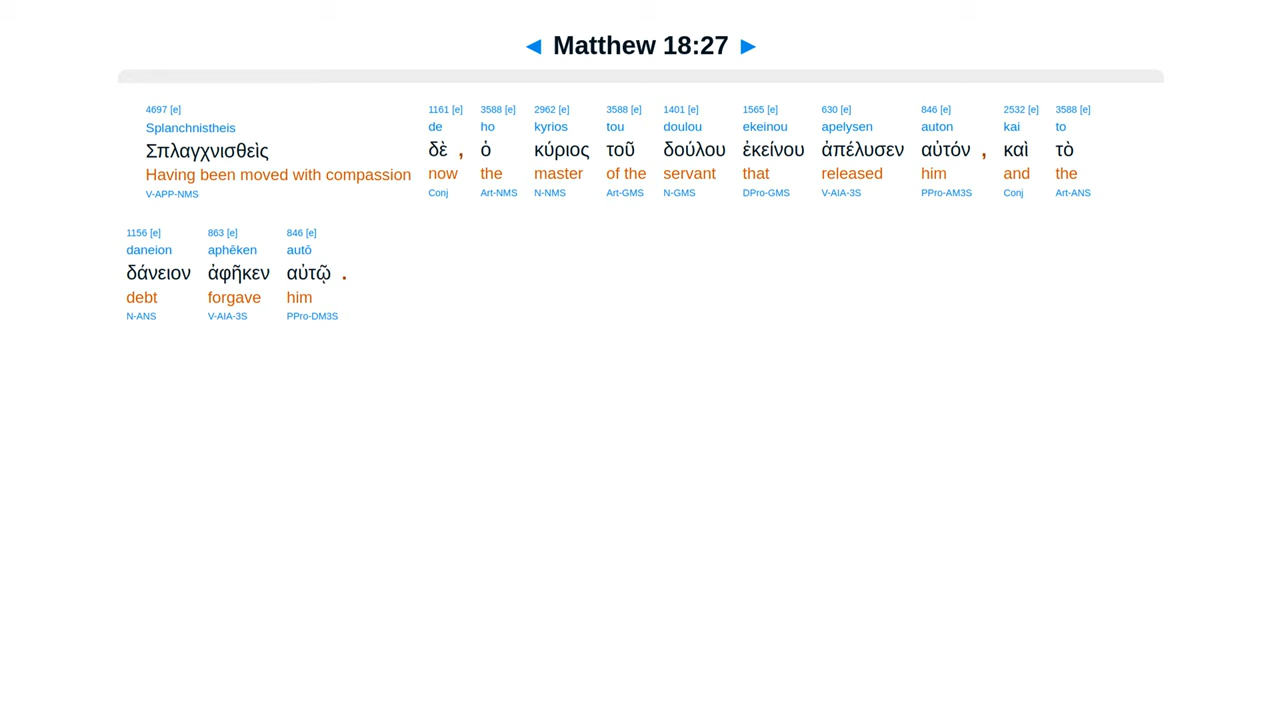 ◄ Matthew 18:27 ►
4697 [e] 1161 [e] 3588 [e] 2962 [e] 3588 [e] 1401 [e] 1565 [e] 630 [e] 846 [e] 2532 [e] 3588 [e]
Splanchnistheis de ho kyrios tou doulou ekeinou apelysen auton kai to
Σπλαγχνισθεὶς δὲ , ὁ κύριος τοῦ δούλου ἐκείνου ἀπέλυσεν αὐτόν , καὶ τὸ
Having been moved with compassion now the master of the servant that released him and the
V-APP-NMS Conj Art-NMS N-NMS Art-GMS N-GMS DPro-GMS V-AIA-3S PPro-AM3S Conj Art-ANS
1156 [e] 863 [e] 846 [e]
daneion aphēken autō
δάνειον ἀφῆκεν αὐτῷ .
debt forgave him
N-ANS V-AIA-3S PPro-DM3S